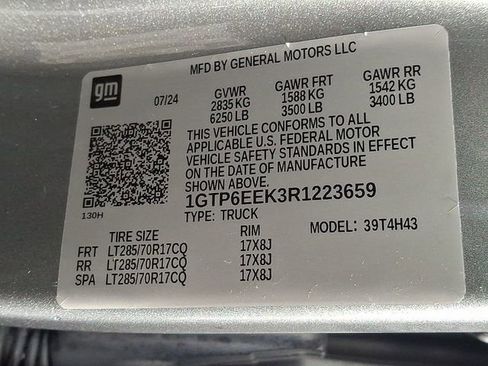 MFD BY GENERAL MOTORS LLC
gm
07/24
GVWR GAWR FRT GAWR RR
2835 KG 1588 KG 1542 KG
6250 LB 3500 LB 3400 LB
THIS VEHICLE CONFORMS TO ALL
APPLICABLE U.S. FEDERAL MOTOR
VEHICLE SAFETY STANDARDS IN EFFECT
ON THE DATE OF MANUFACTURE
SHOWN ABOVE.
130H
1GTP6EEK3R1223659
TYPE: TRUCK MODEL: 39T4H43
TIRE SIZE RIM
FRT LT285/70R17CQ 17X8J
RR LT285/70R17CQ 17X8J
SPA LT285/70R17CQ 17X8J